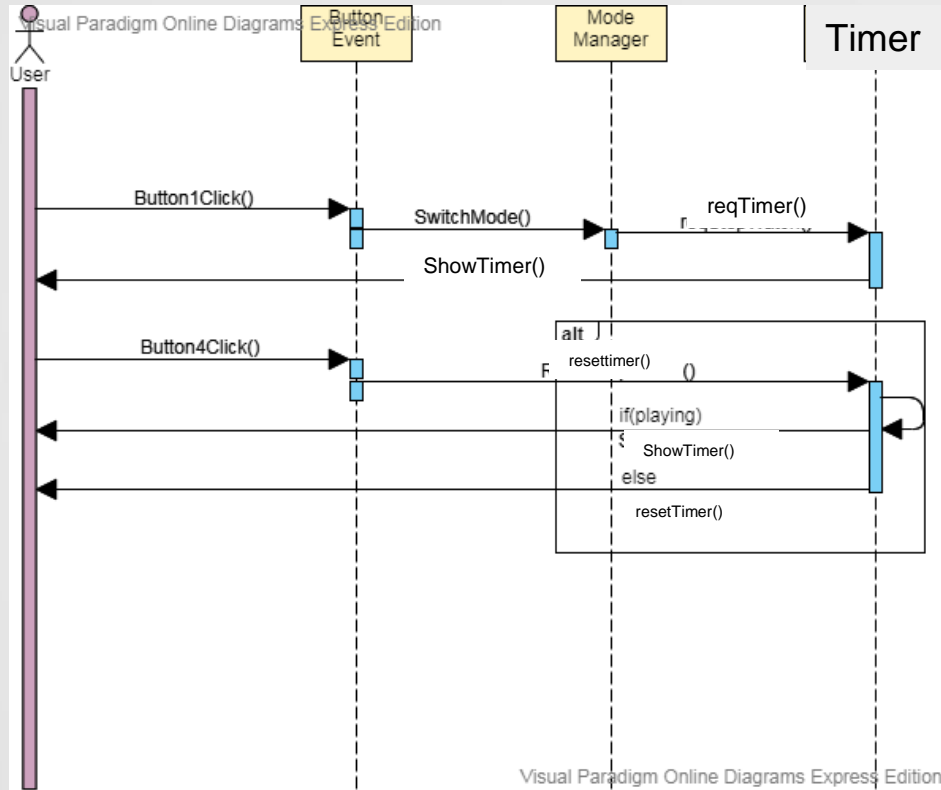 Visual Paradigm Online Diagrams Express Edition
Button
Event
Mode
Manager
Timer
User
Button1Click()
SwitchMode()
reqTimer()
ShowTimer()
alt
Button4Click()
resettimer()
()
if(playing)
ShowTimer()
else
resetTimer()
Visual Paradigm Online Diagrams Express Edition